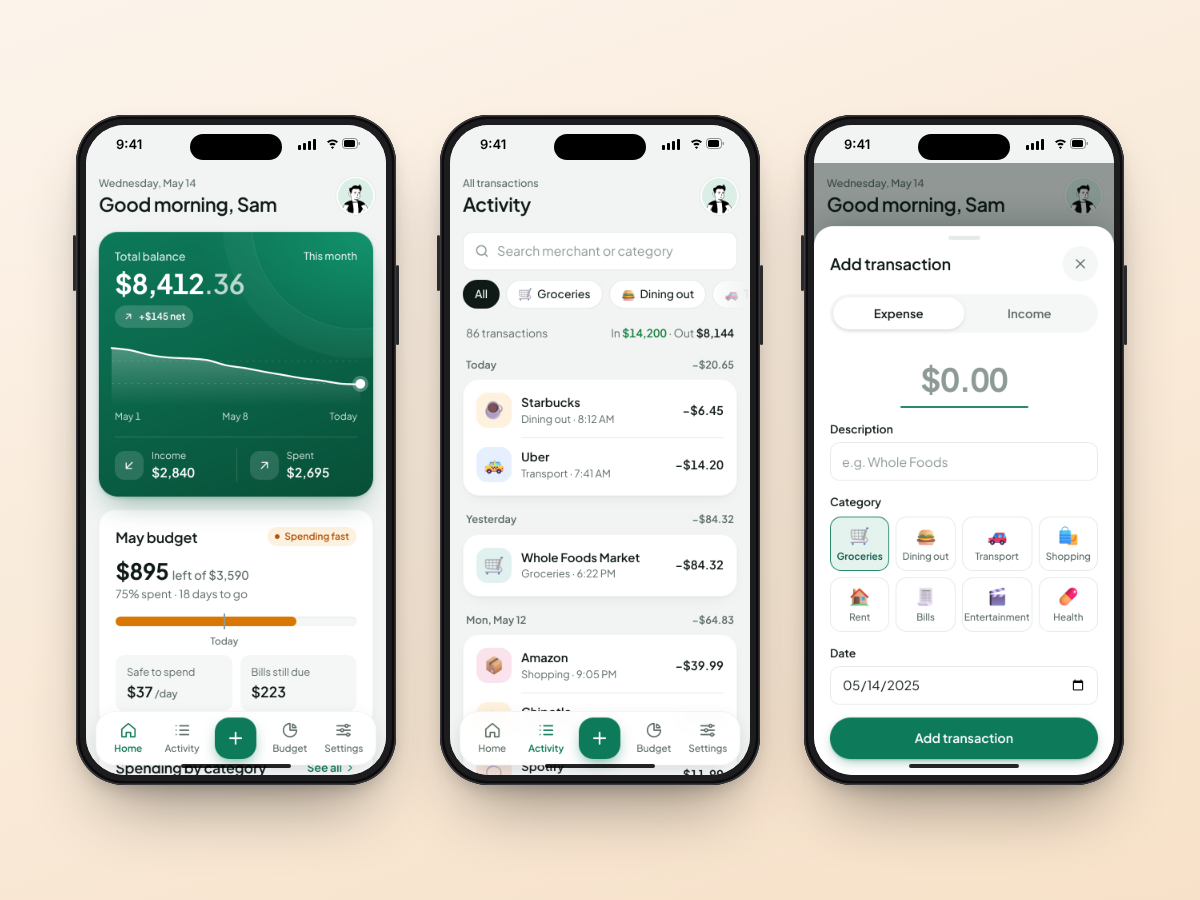 9:41
Wednesday, May 14
Good morning, Sam
Total balance
This month
$8,412.36
+$145 net
May 1
May 8
Today
Income
$2,840
Spent
$2,695
May budget
Spending fast
$895 left of $3,590
75% spent · 18 days to go
Today
Safe to spend
$37 /day
Bills still due
$223
Home
Activity
Budget
Settings
Spending by category
See all
9:41
All transactions
Activity
Search merchant or category
All
Groceries
Dining out
86 transactions
In $14,200 · Out $8,144
Today
−$20.65
Starbucks
Dining out · 8:12 AM
−$6.45
Uber
Transport · 7:41 AM
−$14.20
Yesterday
−$84.32
Whole Foods Market
Groceries · 6:22 PM
−$84.32
Mon, May 12
−$64.83
Amazon
Shopping · 9:05 PM
−$39.99
Chipotle
Home
Activity
Budget
Settings
Spotify
$11.99
9:41
Wednesday, May 14
Good morning, Sam
Add transaction
Expense
Income
$0.00
Description
e.g. Whole Foods
Category
Groceries
Dining out
Transport
Shopping
Rent
Bills
Entertainment
Health
Date
05/14/2025
Add transaction